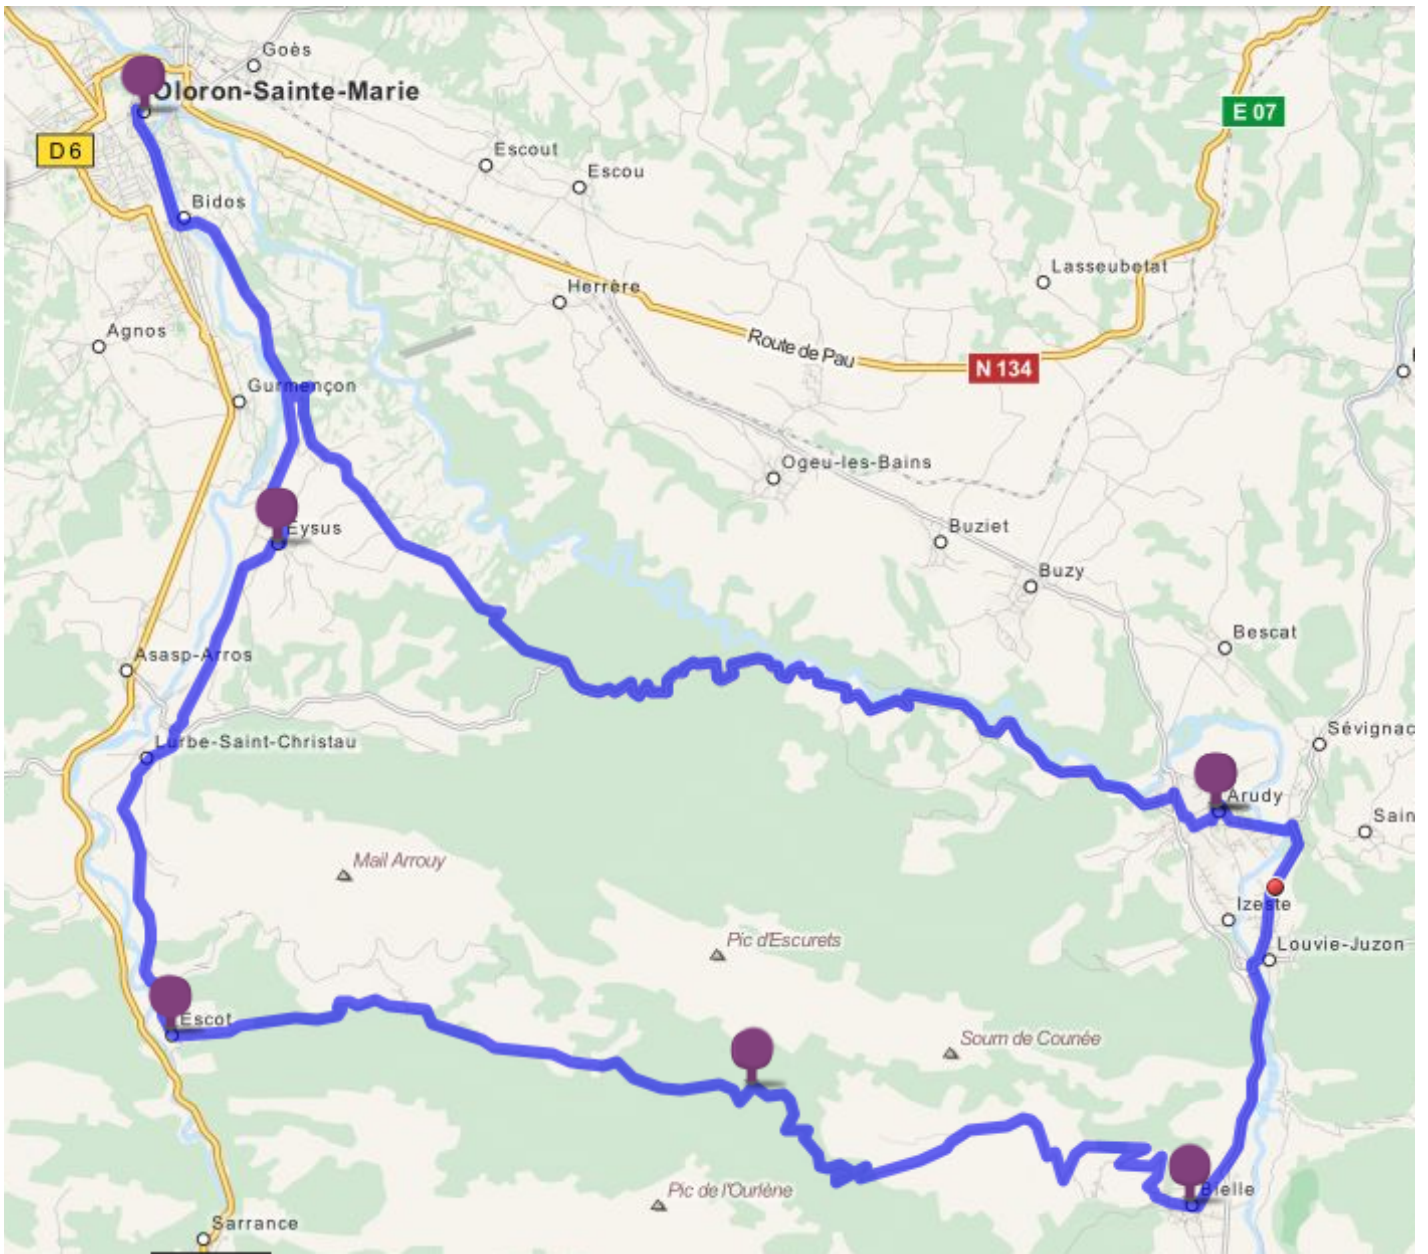 Goès
Oloron-Sainte-Marie
E 07
D 6
Escout
Escou
Bidos
Lasseubetat
Herrère
Agnos
Route de Pau
N 134
Gurmençon
Ogeu-les-Bains
Eysus
Buziet
Buzy
Bescat
Asasp-Arros
Lurbe-Saint-Christau
Sévignac
Arudy
Sain
Mail Arrouy
Izeste
Pic d'Escurets
Louvie-Juzon
Escot
Soum de Counée
Pic de l'Ourlène
Bielle
Sarrance